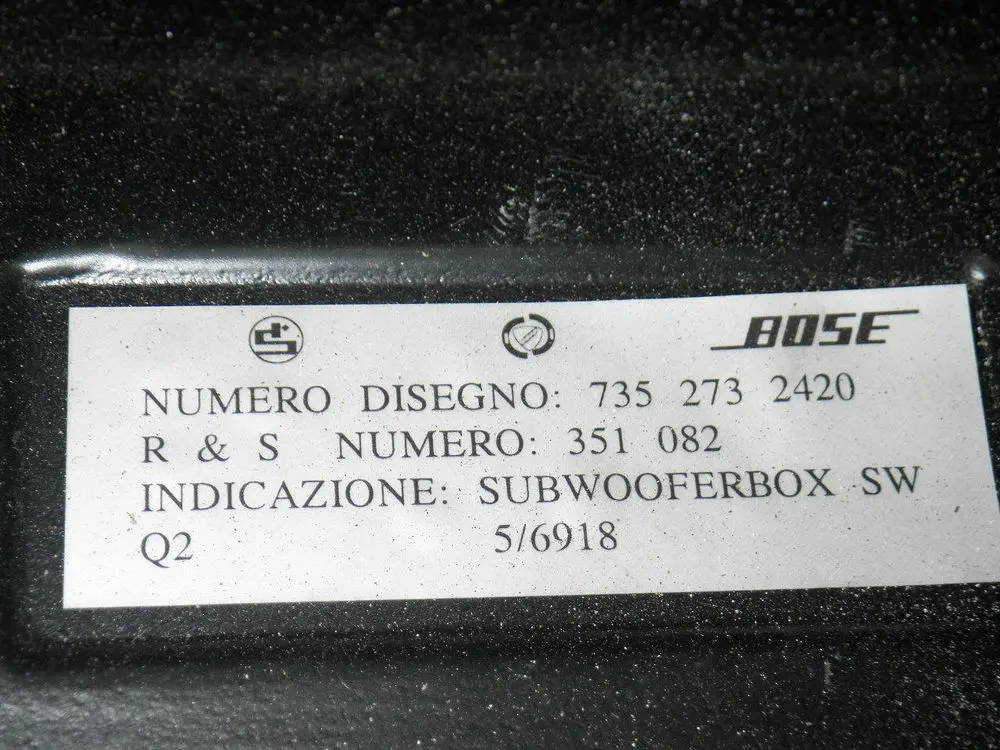 BOSE
NUMERO DISEGNO: 735 273 2420
R & S NUMERO: 351 082
INDICAZIONE: SUBWOOFERBOX SW
Q2 5/6918